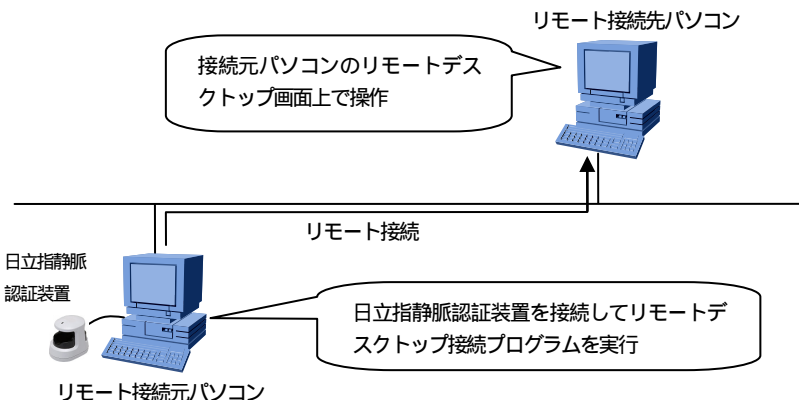 リモート接続先パソコン
接続元パソコンのリモートデス
クトップ画面上で操作
リモート接続
日立指静脈
認証装置
日立指静脈認証装置を接続してリモートデ
スクトップ接続プログラムを実行
リモート接続元パソコン